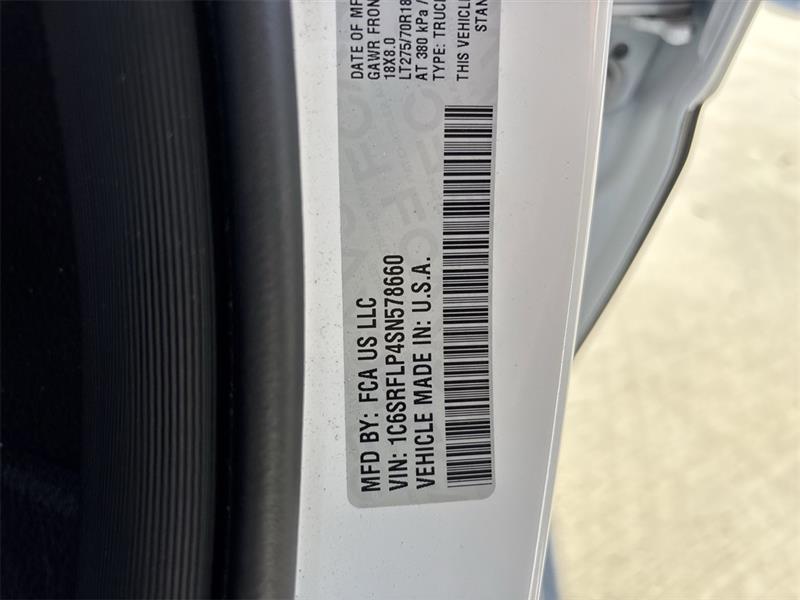 MFD BY: FCA US LLC
VIN: 1C6SRFLP4SN578660
VEHICLE MADE IN: U.S.A.
DATE OF MF
GAWR FRON
18X8.0
LT275/70R18
AT 380 kPa /
TYPE: TRUC
THIS VEHICLE
STAN